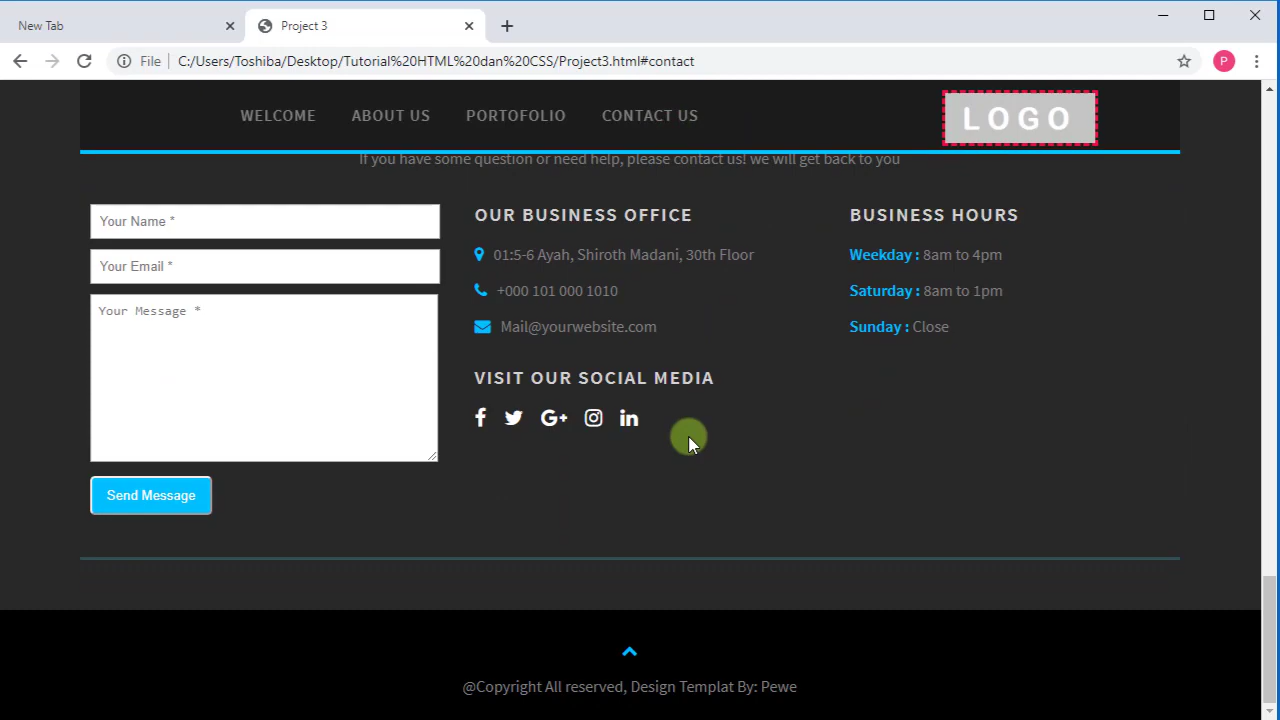 New Tab
Project 3
File
C:/Users/Toshiba/Desktop/Tutorial%20HTML%20dan%20CSS/Project3.html#contact
P
WELCOME ABOUT US PORTOFOLIO CONTACT US
LOGO
If you have some question or need help, please contact us! we will get back to you
Your Name *
Your Email *
Your Message *
Send Message
OUR BUSINESS OFFICE
01:5-6 Ayah, Shiroth Madani, 30th Floor
+000 101 000 1010
Mail@yourwebsite.com
VISIT OUR SOCIAL MEDIA
BUSINESS HOURS
Weekday : 8am to 4pm
Saturday : 8am to 1pm
Sunday : Close
@Copyright All reserved, Design Templat By: Pewe